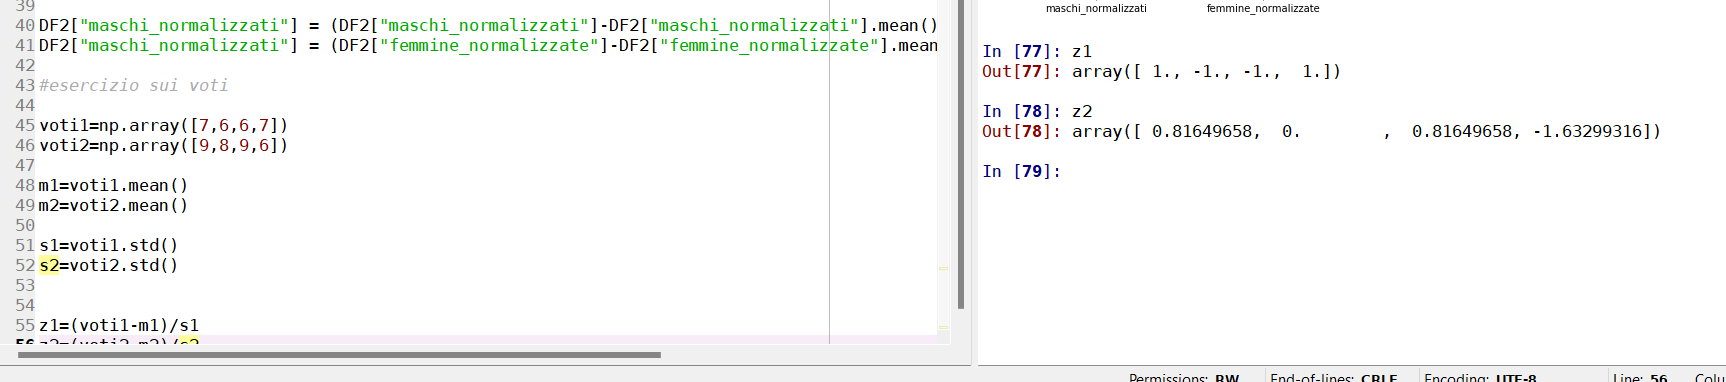 39
40 DF2["maschi_normalizzati"] = (DF2["maschi_normalizzati"]-DF2["maschi_normalizzati"].mean()
41 DF2["maschi_normalizzati"] = (DF2["femmine_normalizzate"]-DF2["femmine_normalizzate"].mean
42
43 #esercizio sui voti
44
45 voti1=np.array([7,6,6,7])
46 voti2=np.array([9,8,9,6])
47
48 m1=voti1.mean()
49 m2=voti2.mean()
50
51 s1=voti1.std()
52 s2=voti2.std()
53
54
55 z1=(voti1-m1)/s1
56 z2=(voti2-m2)/s2
maschi_normalizzati femmine_normalizzate
In [77]: z1
Out[77]: array([ 1., -1., -1.,  1.])
In [78]: z2
Out[78]: array([ 0.81649658,  0.        ,  0.81649658, -1.63299316])
In [79]:
Permissions: RW End-of-lines: CRLF Encoding: UTF-8 Line: 56 Colu